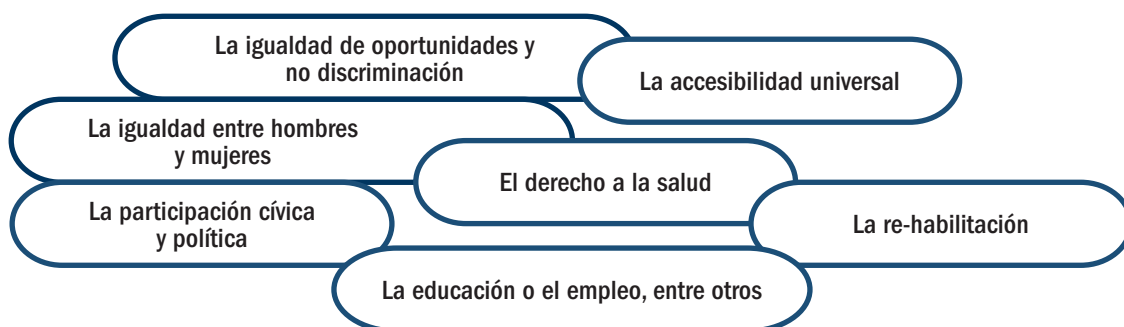 La igualdad de oportunidades y
no discriminación
La accesibilidad universal
La igualdad entre hombres
y mujeres
El derecho a la salud
La participación cívica
y política
La re-habilitación
La educación o el empleo, entre otros